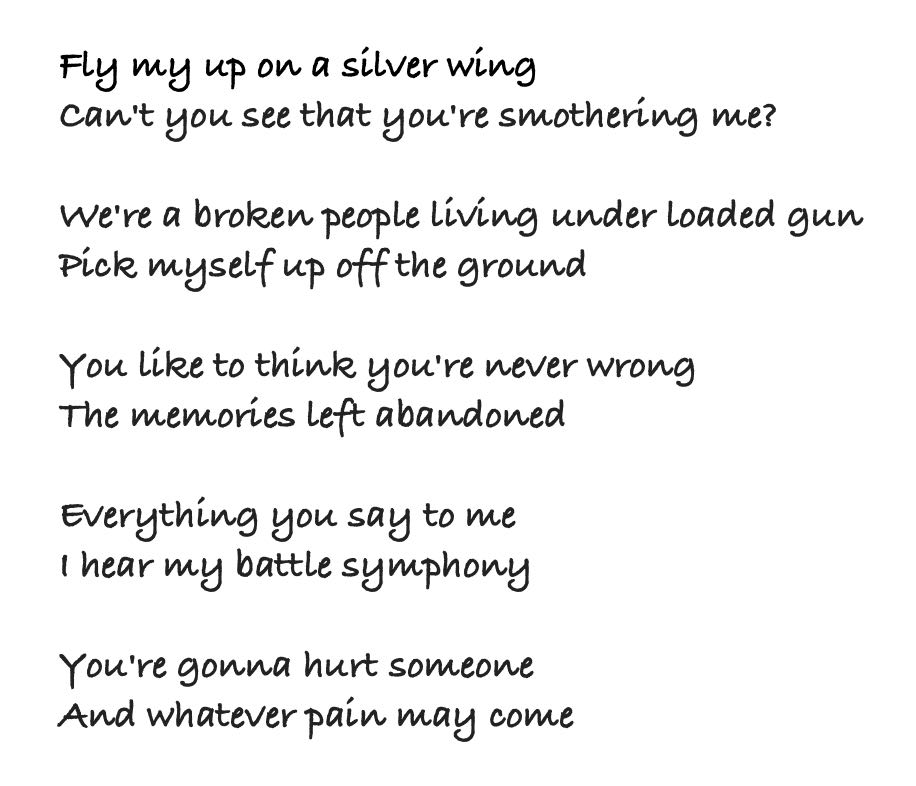 Fly my up on a silver wing
Can't you see that you're smothering me?
We're a broken people living under loaded gun
Pick myself up off the ground
You like to think you're never wrong
The memories left abandoned
Everything you say to me
I hear my battle symphony
You're gonna hurt someone
And whatever pain may come